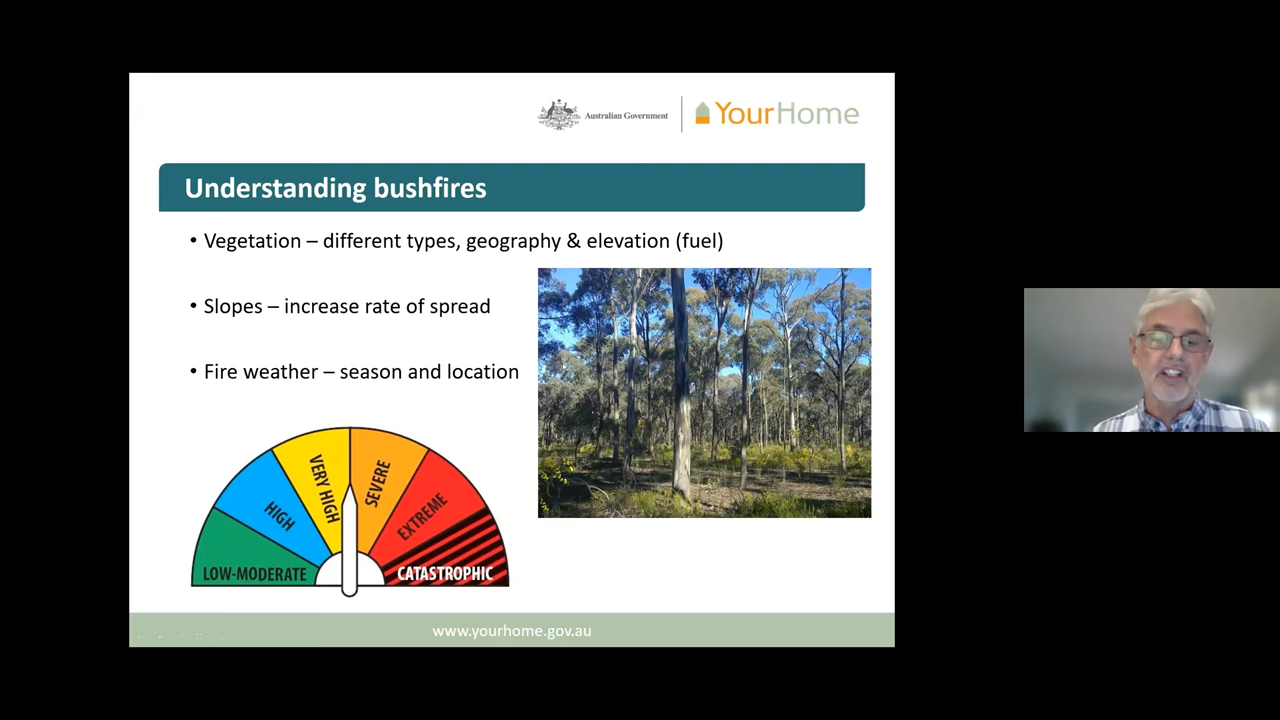 Australian Government
YourHome
Understanding bushfires
• Vegetation – different types, geography & elevation (fuel)
• Slopes – increase rate of spread
• Fire weather – season and location
LOW-MODERATE
HIGH
VERY HIGH
SEVERE
EXTREME
CATASTROPHIC
www.yourhome.gov.au